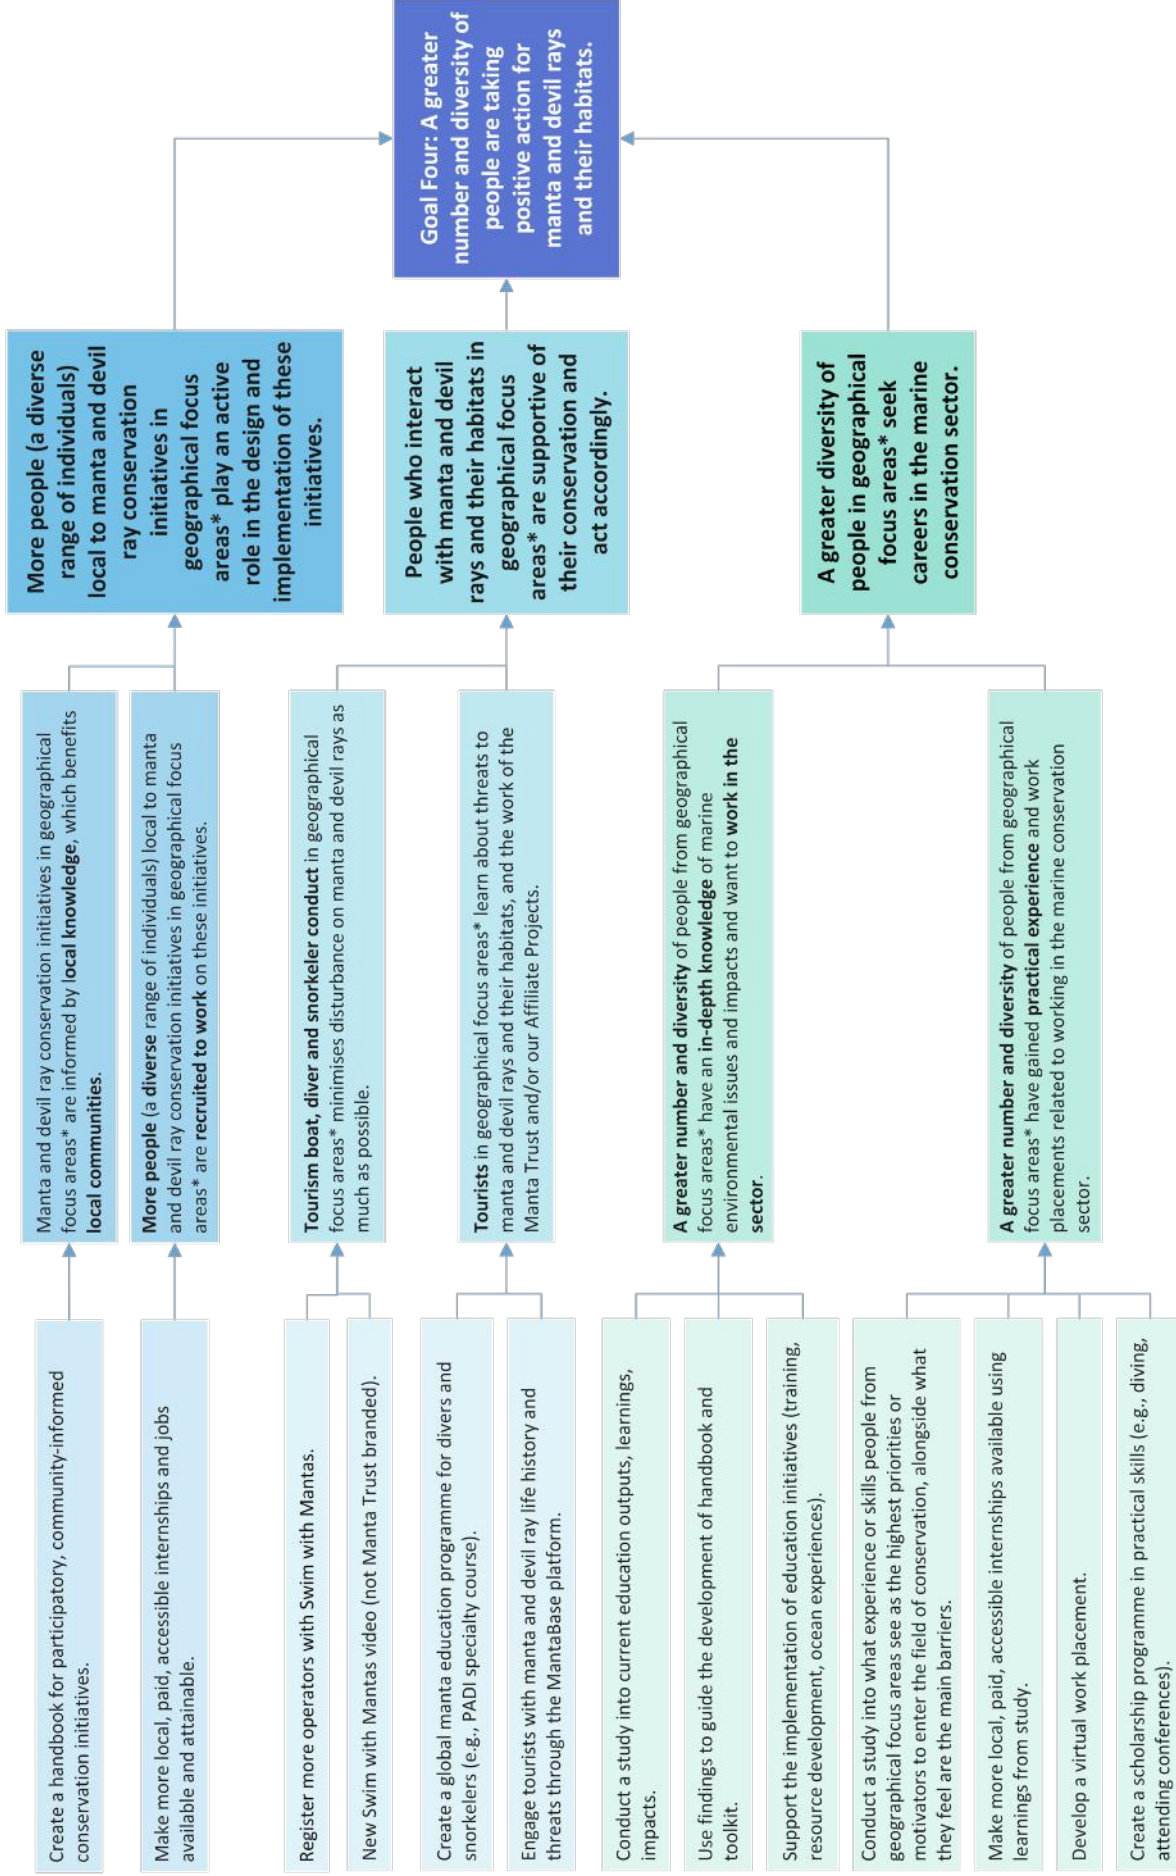 Create a handbook for participatory, community-informed
conservation initiatives.
Make more local, paid, accessible internships and jobs
available and attainable.
Register more operators with Swim with Mantas.
New Swim with Mantas video (not Manta Trust branded).
Create a global manta education programme for divers and
snorkelers (e.g., PADI specialty course).
Engage tourists with manta and devil ray life history and
threats through the MantaBase platform.
Conduct a study into current education outputs, learnings,
impacts.
Use findings to guide the development of handbook and
toolkit.
Support the implementation of education initiatives (training,
resource development, ocean experiences).
Conduct a study into what experience or skills people from
geographical focus areas see as the highest priorities or
motivators to enter the field of conservation, alongside what
they feel are the main barriers.
Make more local, paid, accessible internships available using
learnings from study.
Develop a virtual work placement.
Create a scholarship programme in practical skills (e.g., diving,
attending conferences).
Manta and devil ray conservation initiatives in geographical
focus areas* are informed by local knowledge, which benefits
local communities.
More people (a diverse range of individuals) local to manta
and devil ray conservation initiatives in geographical focus
areas* are recruited to work on these initiatives.
Tourism boat, diver and snorkeler conduct in geographical
focus areas* minimises disturbance on manta and devil rays as
much as possible.
Tourists in geographical focus areas* learn about threats to
manta and devil rays and their habitats, and the work of the
Manta Trust and/or our Affiliate Projects.
A greater number and diversity of people from geographical
focus areas* have an in-depth knowledge of marine
environmental issues and impacts and want to work in the
sector.
A greater number and diversity of people from geographical
focus areas* have gained practical experience and work
placements related to working in the marine conservation
sector.
More people (a diverse
range of individuals)
local to manta and devil
ray conservation
initiatives in
geographical focus
areas* play an active
role in the design and
implementation of these
initiatives.
People who interact
with manta and devil
rays and their habitats in
geographical focus
areas* are supportive of
their conservation and
act accordingly.
A greater diversity of
people in geographical
focus areas* seek
careers in the marine
conservation sector.
Goal Four: A greater
number and diversity of
people are taking
positive action for
manta and devil rays
and their habitats.